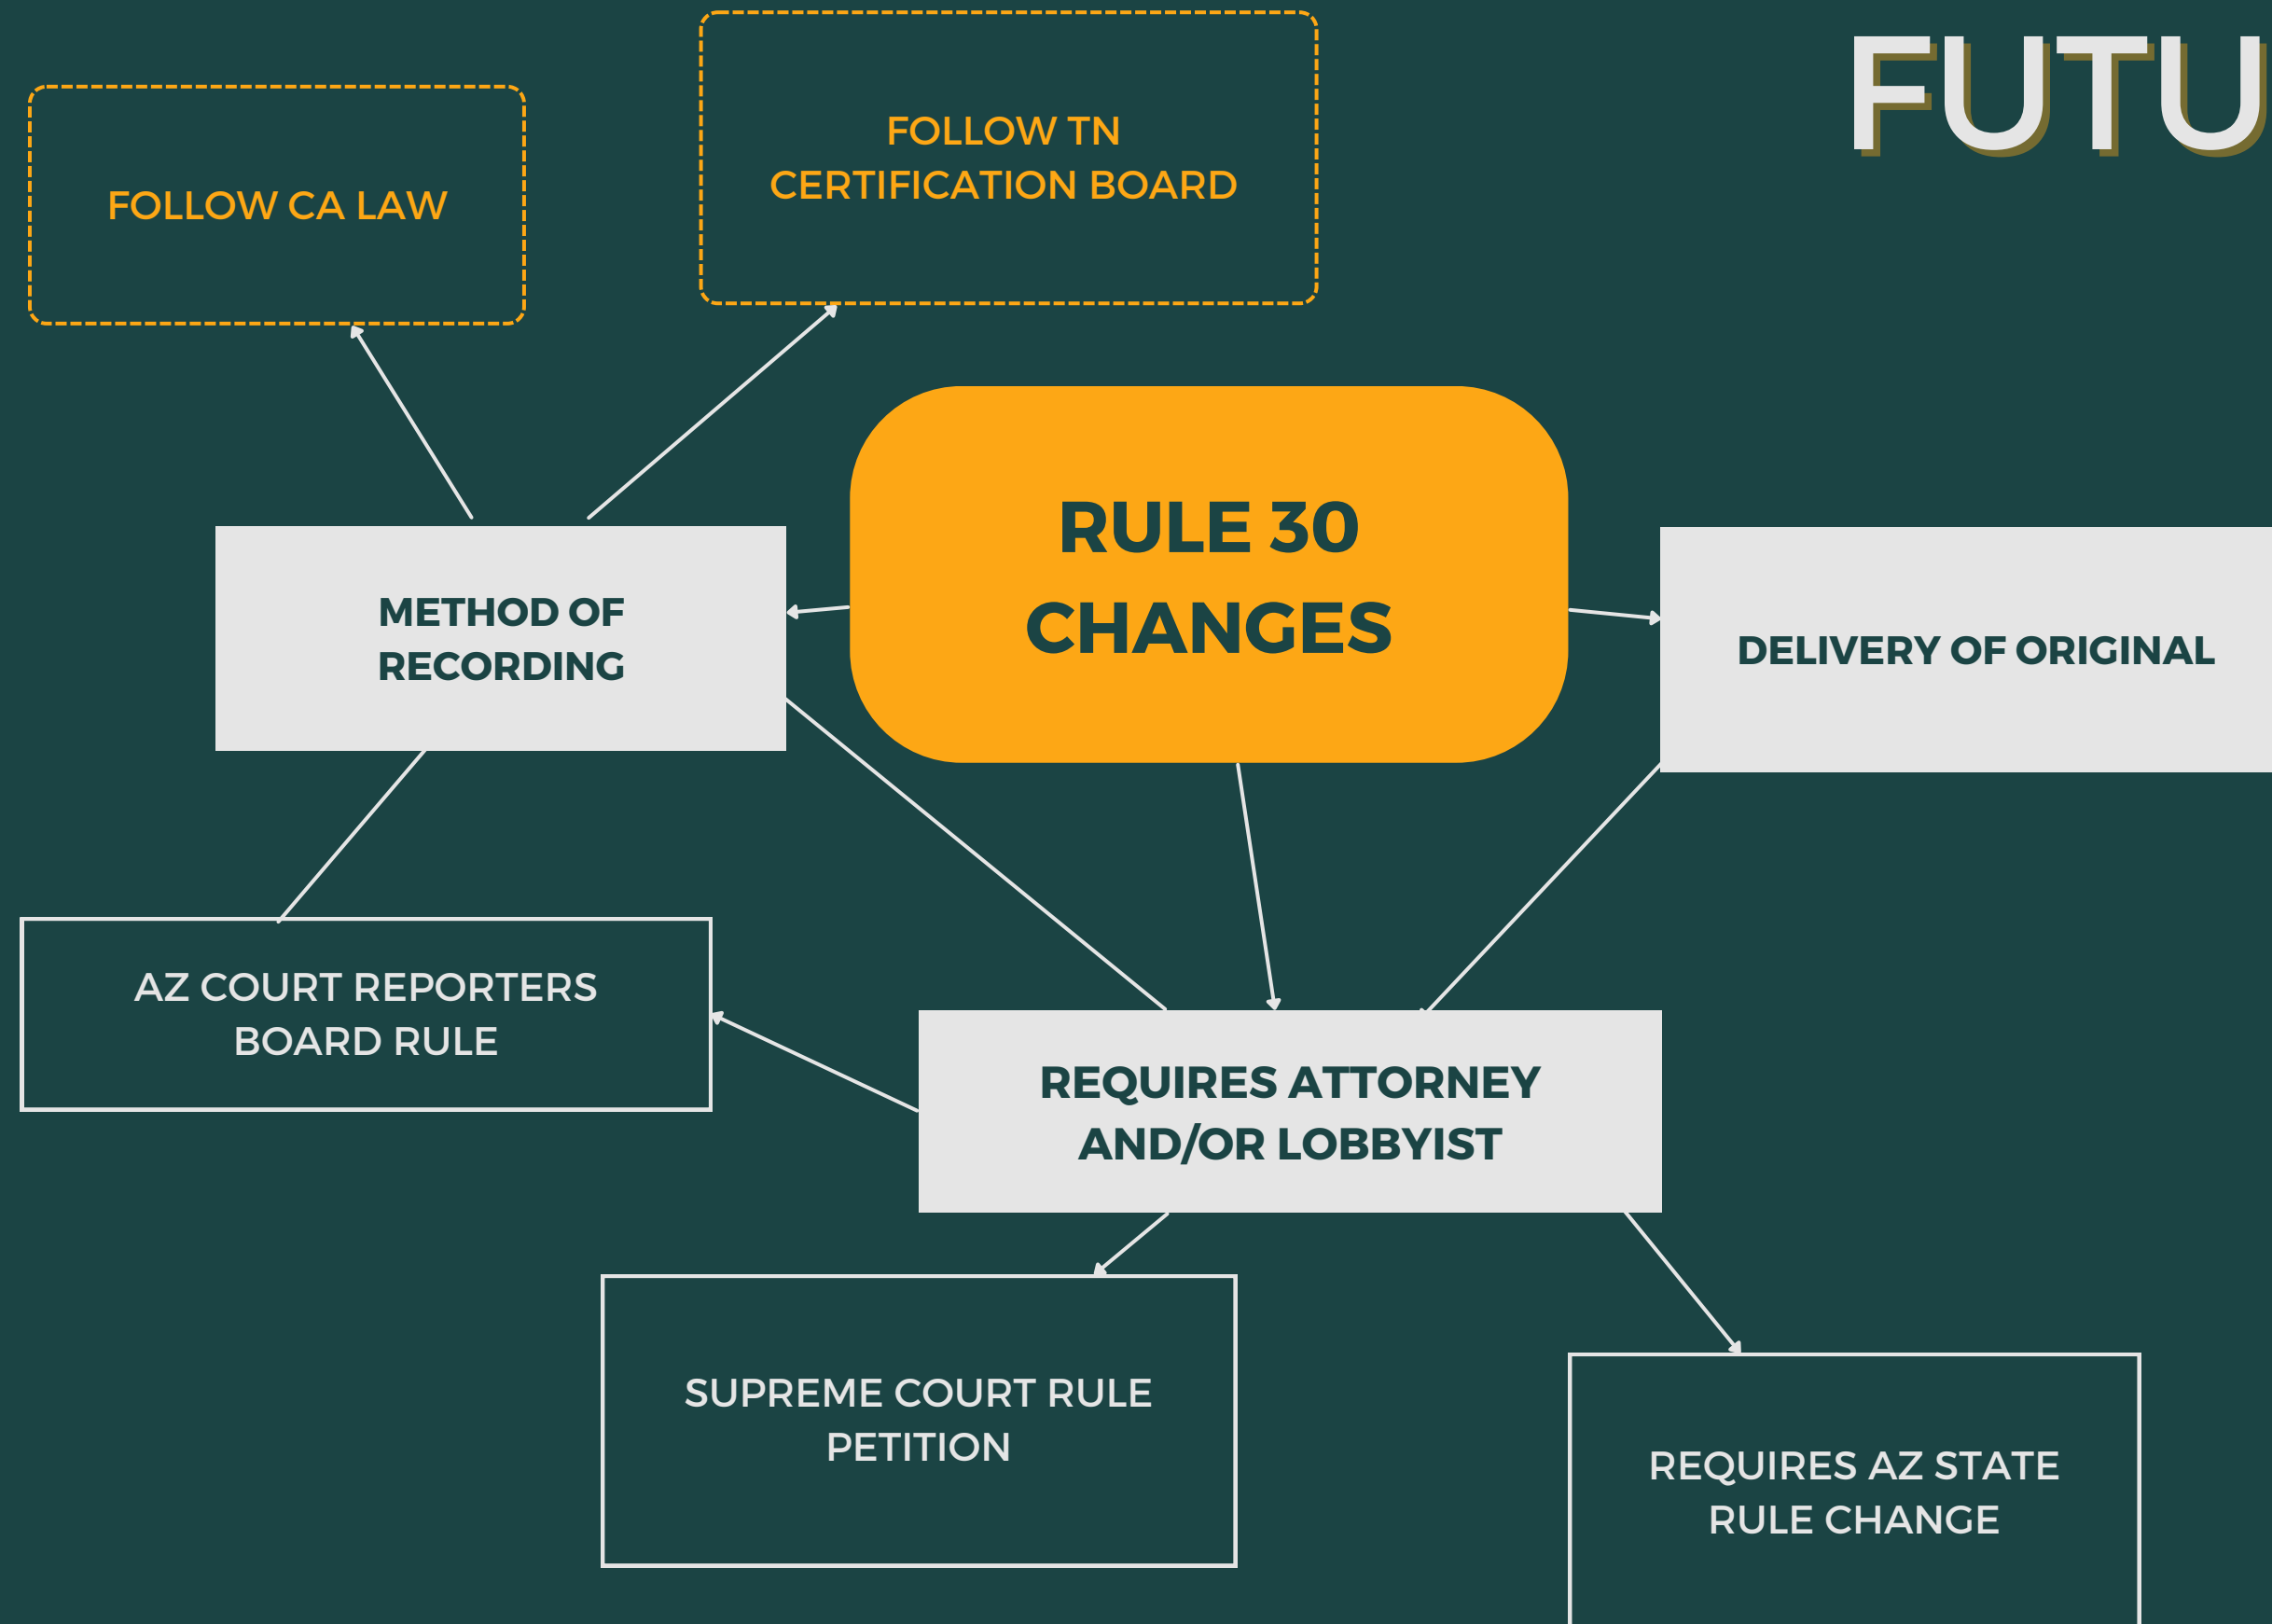 FUTU
FOLLOW TN
CERTIFICATION BOARD
FOLLOW CA LAW
RULE 30
CHANGES
METHOD OF
RECORDING
DELIVERY OF ORIGINAL
AZ COURT REPORTERS
BOARD RULE
REQUIRES ATTORNEY
AND/OR LOBBYIST
SUPREME COURT RULE
PETITION
REQUIRES AZ STATE
RULE CHANGE